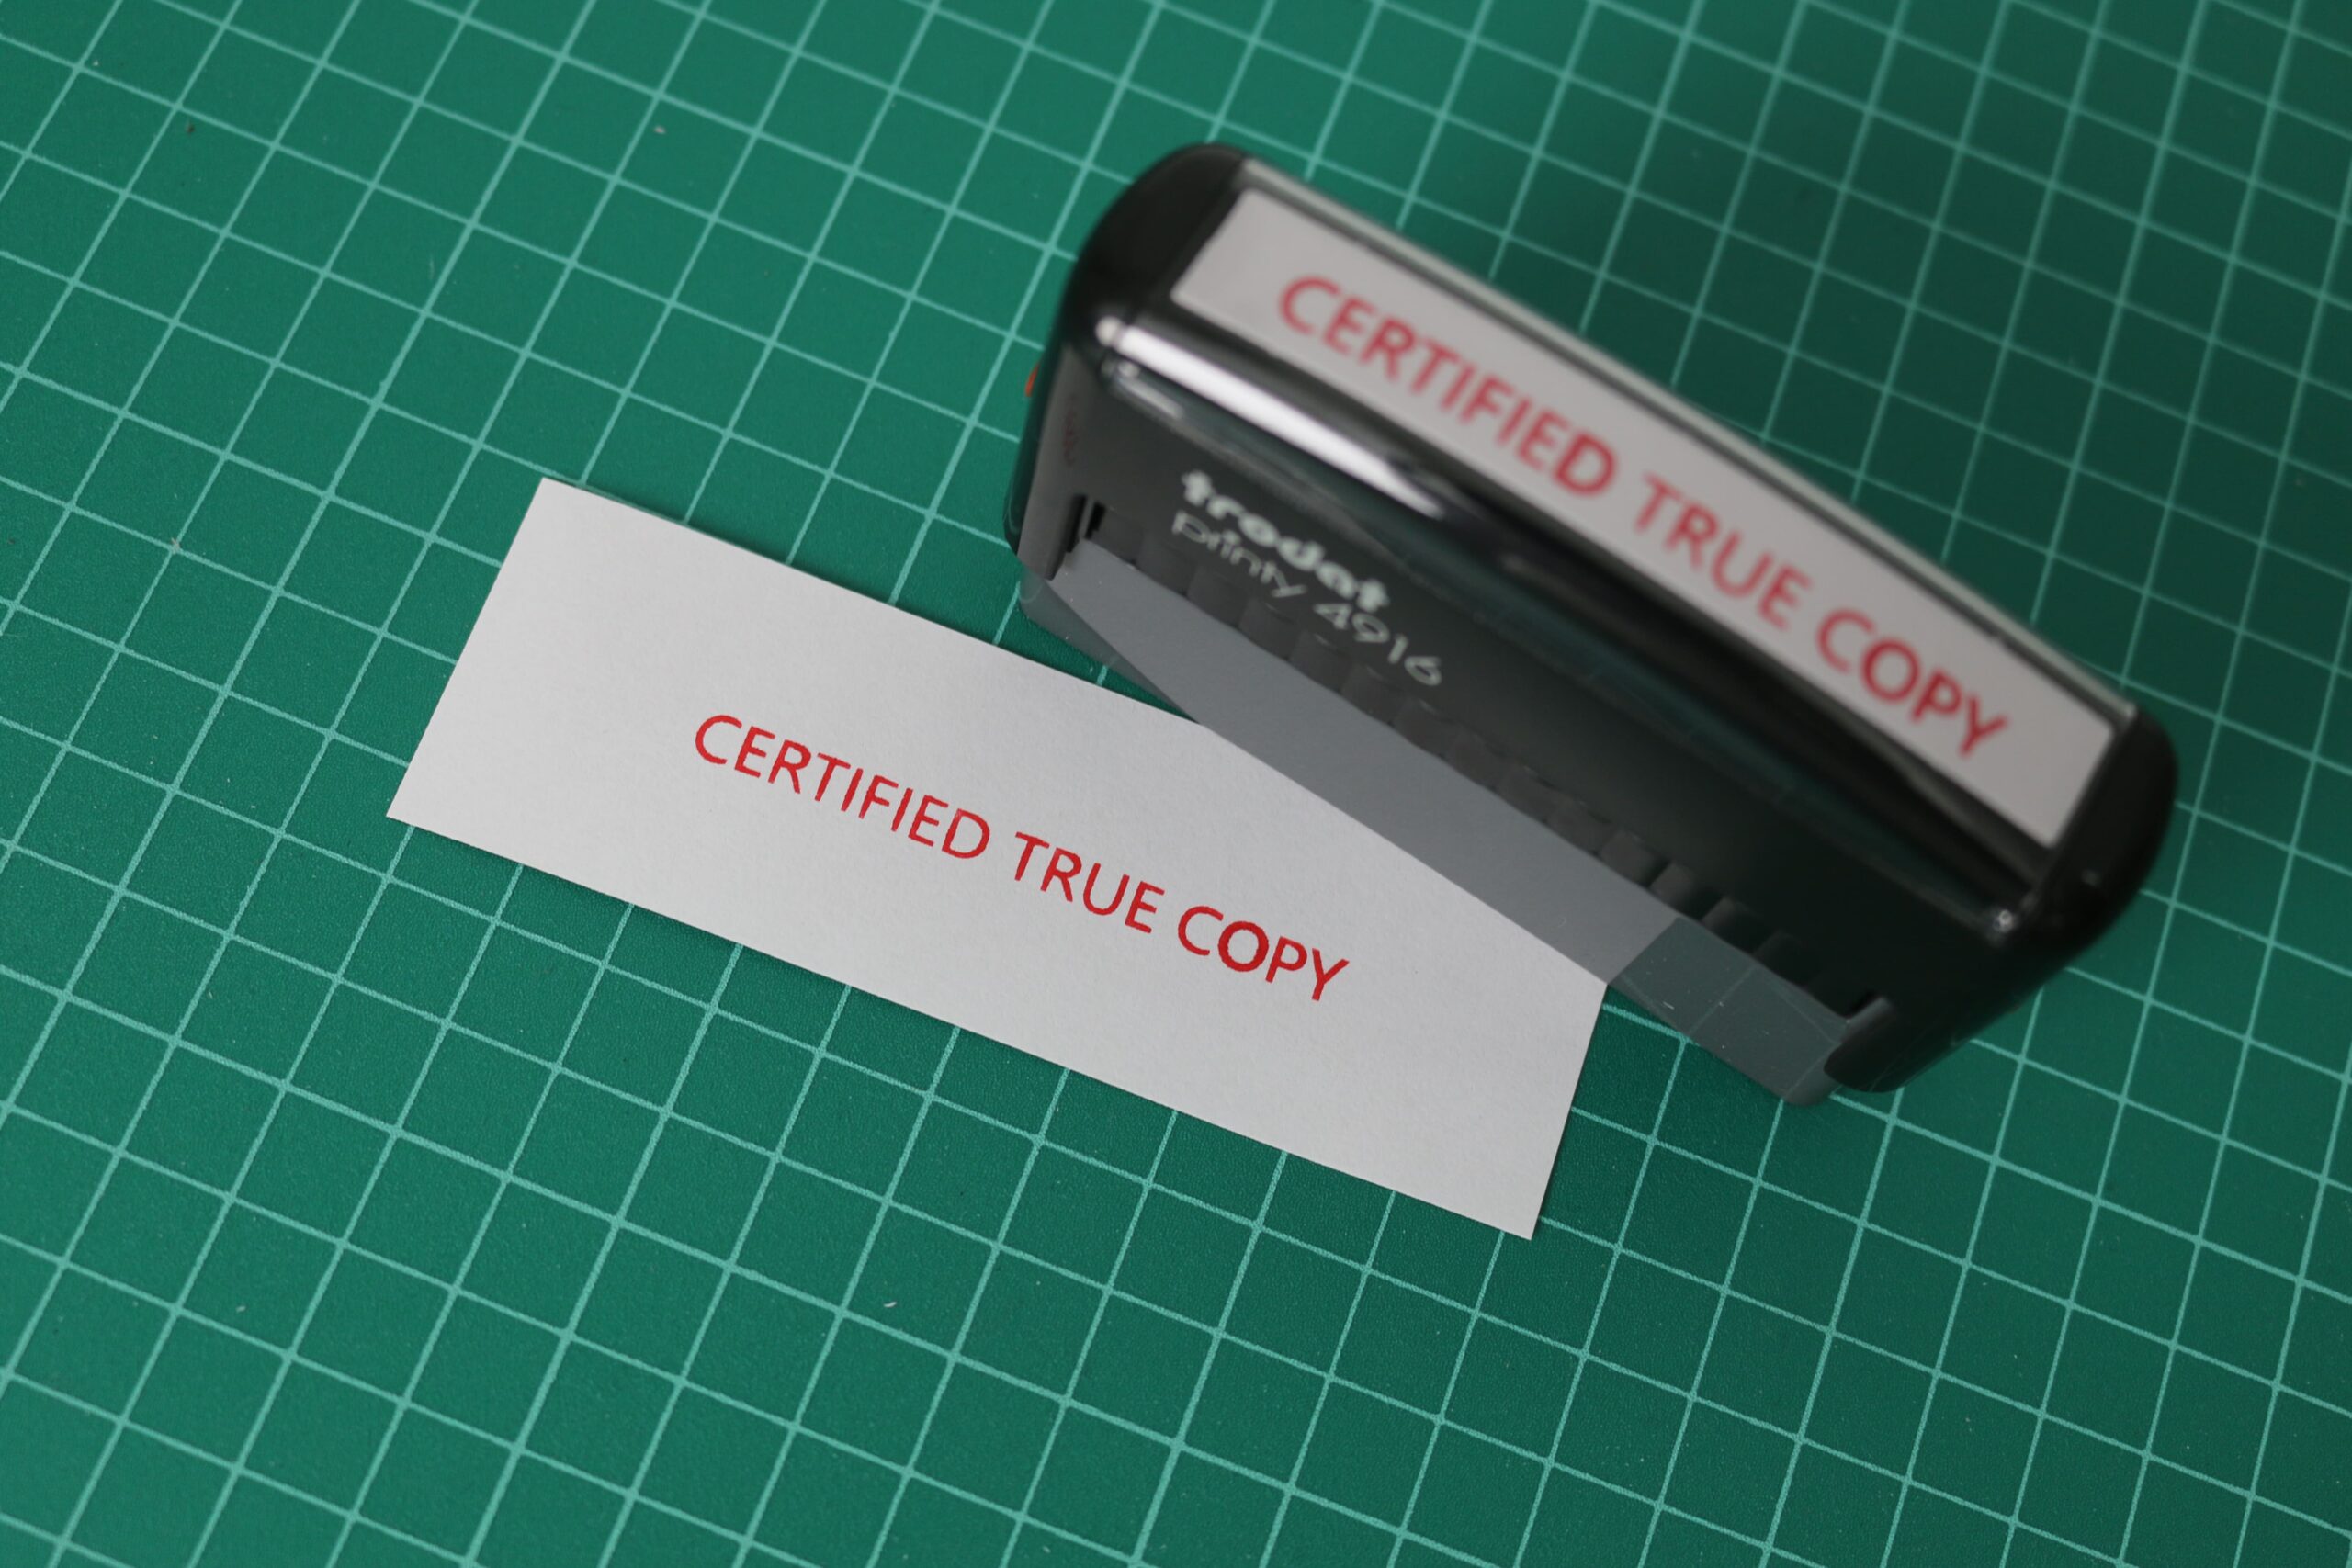 CERTIFIED TRUE COPY
trodat
printy 4916
CERTIFIED TRUE COPY